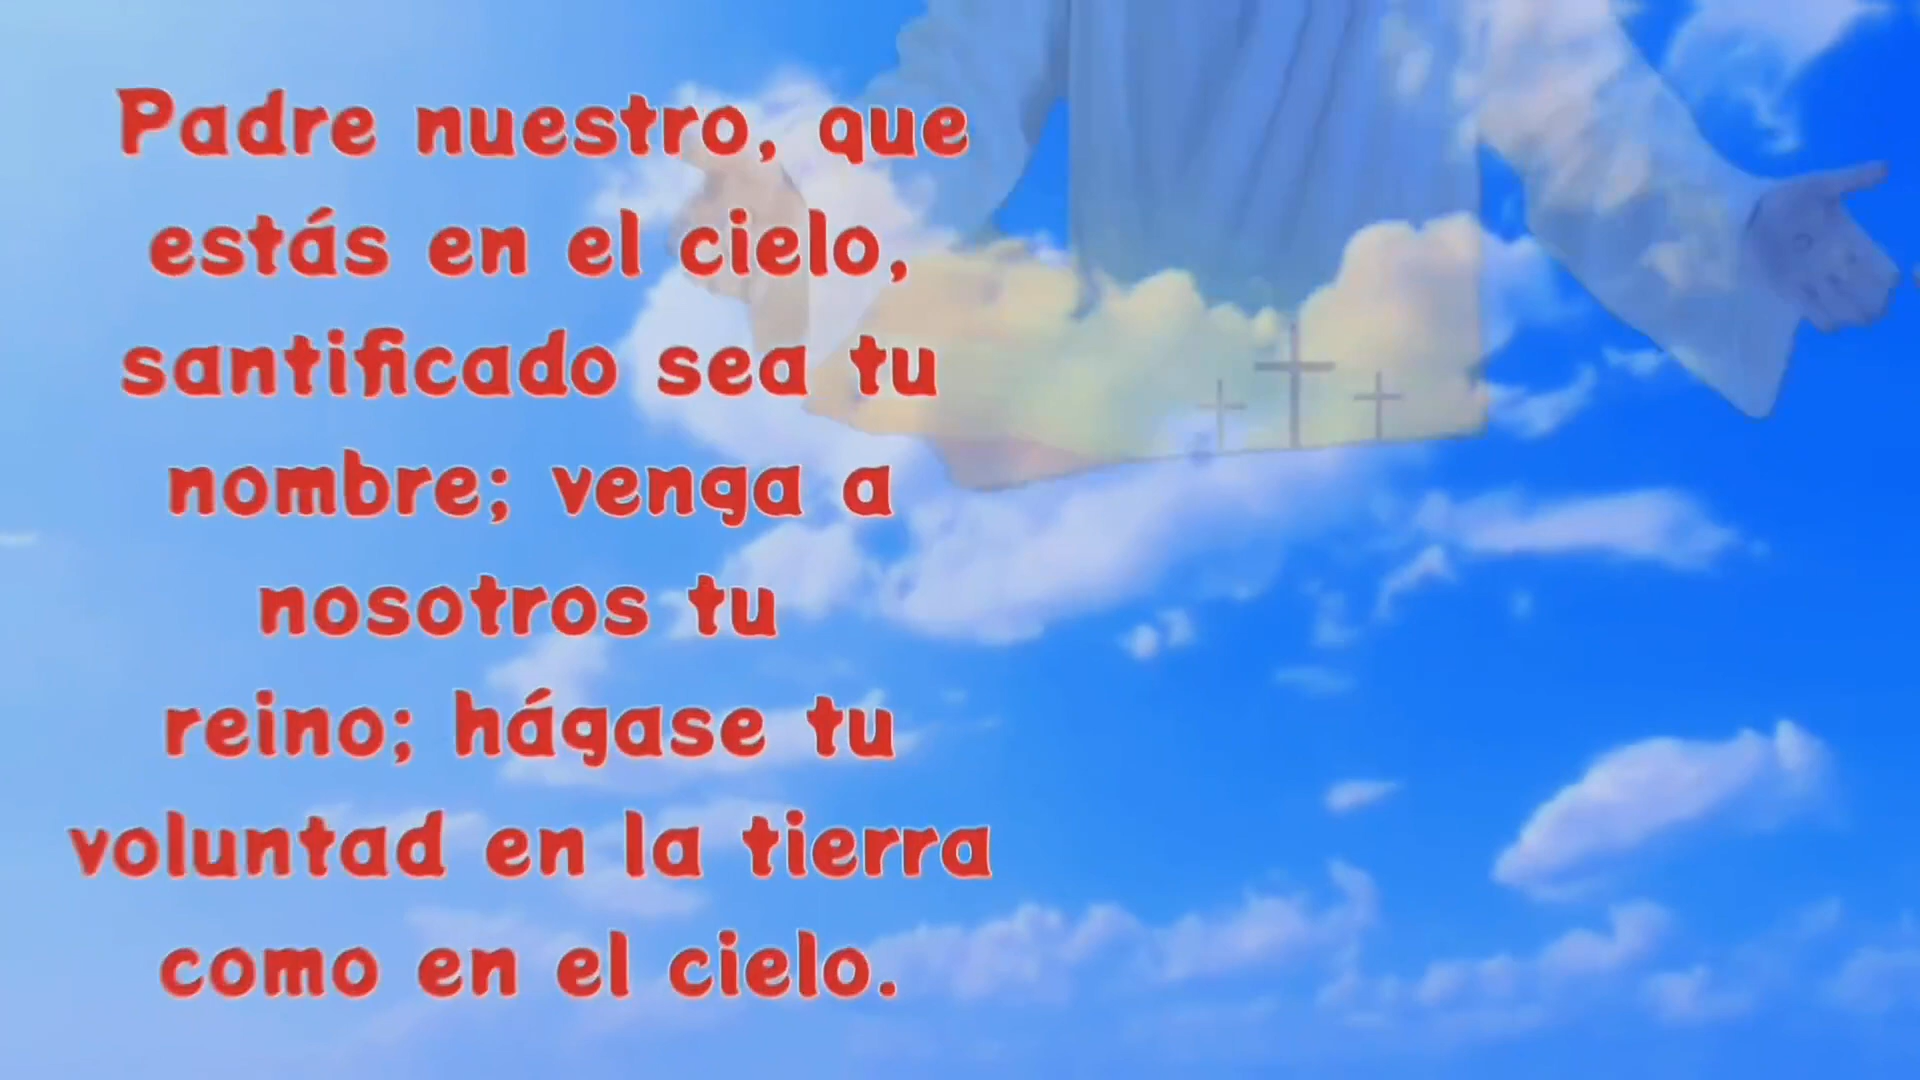 Padre nuestro, que
estás en el cielo,
santificado sea tu
nombre; venga a
nosotros tu
reino; hágase tu
voluntad en la tierra
como en el cielo.